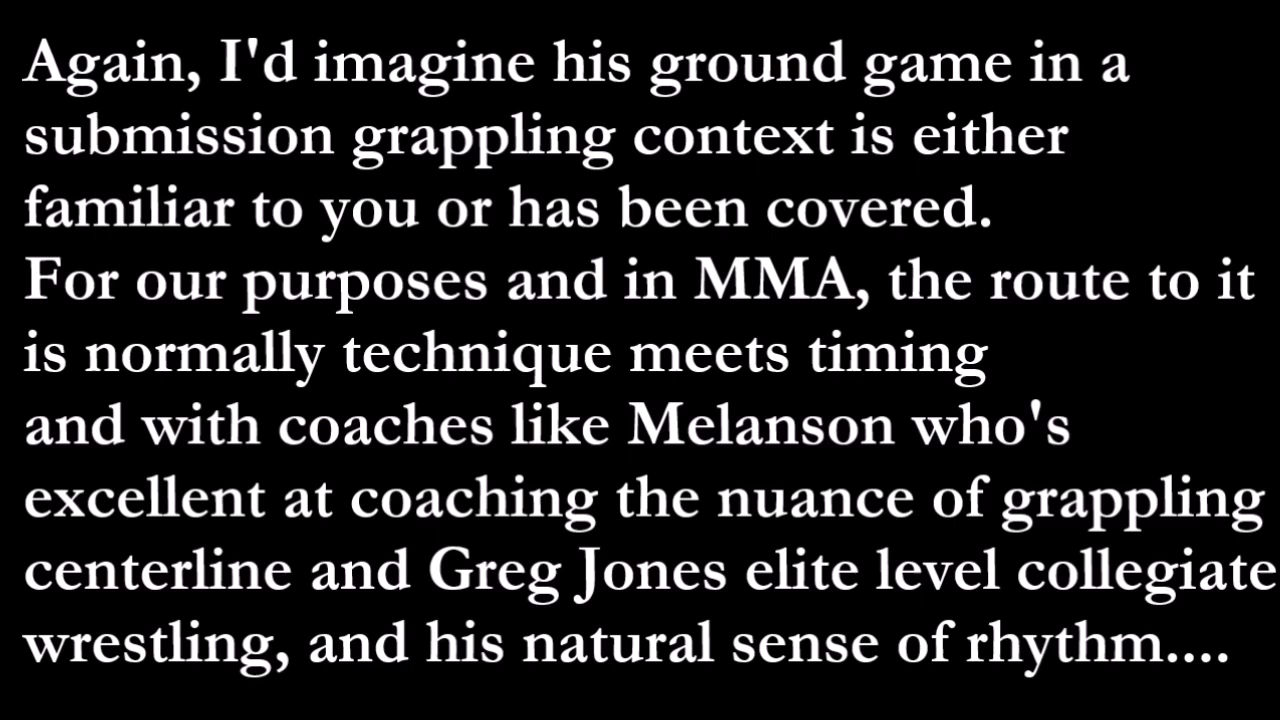 Again, I'd imagine his ground game in a
submission grappling context is either
familiar to you or has been covered.
For our purposes and in MMA, the route to it
is normally technique meets timing
and with coaches like Melanson who's
excellent at coaching the nuance of grappling
centerline and Greg Jones elite level collegiate
wrestling, and his natural sense of rhythm....